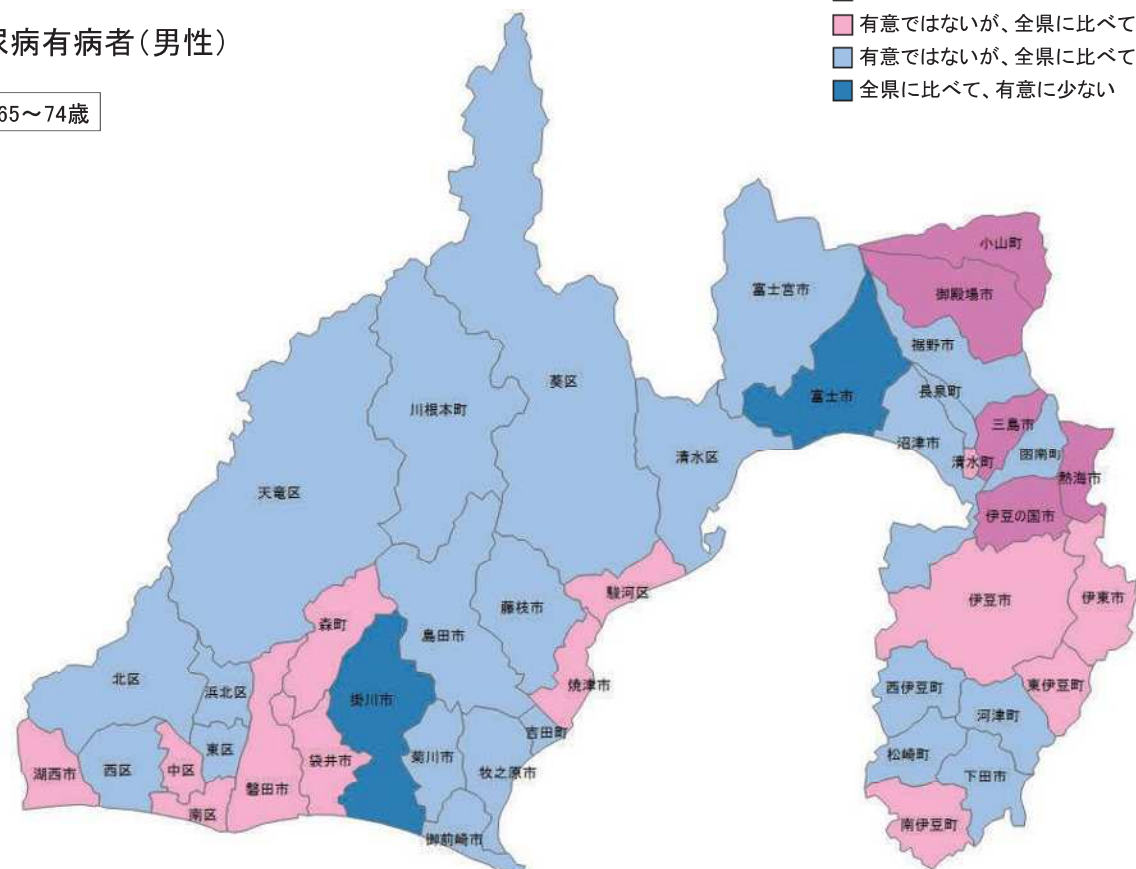 尿病有病者(男性)
65～74歳
有意ではないが、全県に比べて
有意ではないが、全県に比べて
全県に比べて、有意に少ない
小山町
富士宮市
御殿場市
裾野市
葵区
長泉町
富士市
川根本町
三島市
沼津市
函南町
清水区
清水町
熱海市
天竜区
伊豆の国市
駿河区
伊豆市
伊東市
藤枝市
森町
島田市
北区
浜北区
焼津市
西伊豆町
東伊豆町
掛川市
河津町
吉田町
東区
袋井市
菊川市
松崎町
湖西市
西区
中区
牧之原市
下田市
磐田市
南区
南伊豆町
御前崎市